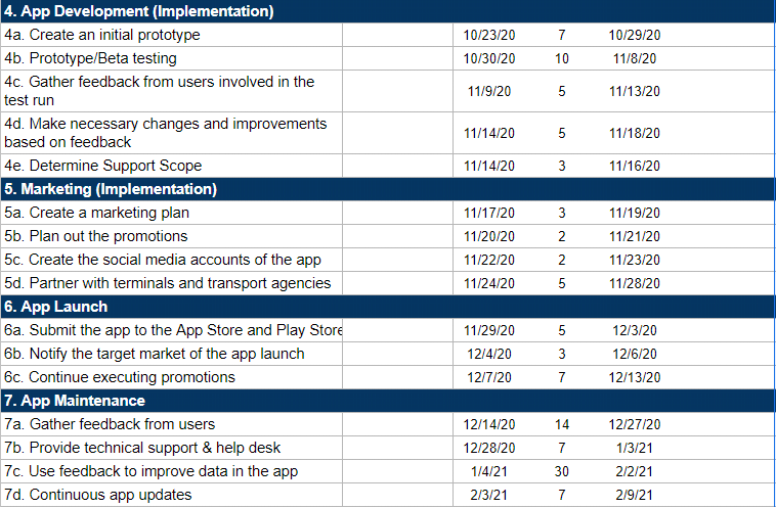 4. App Development (Implementation)
4a. Create an initial prototype 10/23/20 7 10/29/20
4b. Prototype/Beta testing 10/30/20 10 11/8/20
4c. Gather feedback from users involved in the
test run 11/9/20 5 11/13/20
4d. Make necessary changes and improvements
based on feedback 11/14/20 5 11/18/20
4e. Determine Support Scope 11/14/20 3 11/16/20
5. Marketing (Implementation)
5a. Create a marketing plan 11/17/20 3 11/19/20
5b. Plan out the promotions 11/20/20 2 11/21/20
5c. Create the social media accounts of the app 11/22/20 2 11/23/20
5d. Partner with terminals and transport agencies 11/24/20 5 11/28/20
6. App Launch
6a. Submit the app to the App Store and Play Store 11/29/20 5 12/3/20
6b. Notify the target market of the app launch 12/4/20 3 12/6/20
6c. Continue executing promotions 12/7/20 7 12/13/20
7. App Maintenance
7a. Gather feedback from users 12/14/20 14 12/27/20
7b. Provide technical support & help desk 12/28/20 7 1/3/21
7c. Use feedback to improve data in the app 1/4/21 30 2/2/21
7d. Continuous app updates 2/3/21 7 2/9/21